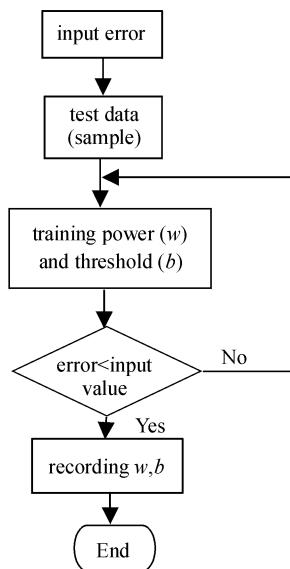 input error
test data
(sample)
training power (w)
and threshold (b)
error<input
value
No
Yes
recording w,b
End